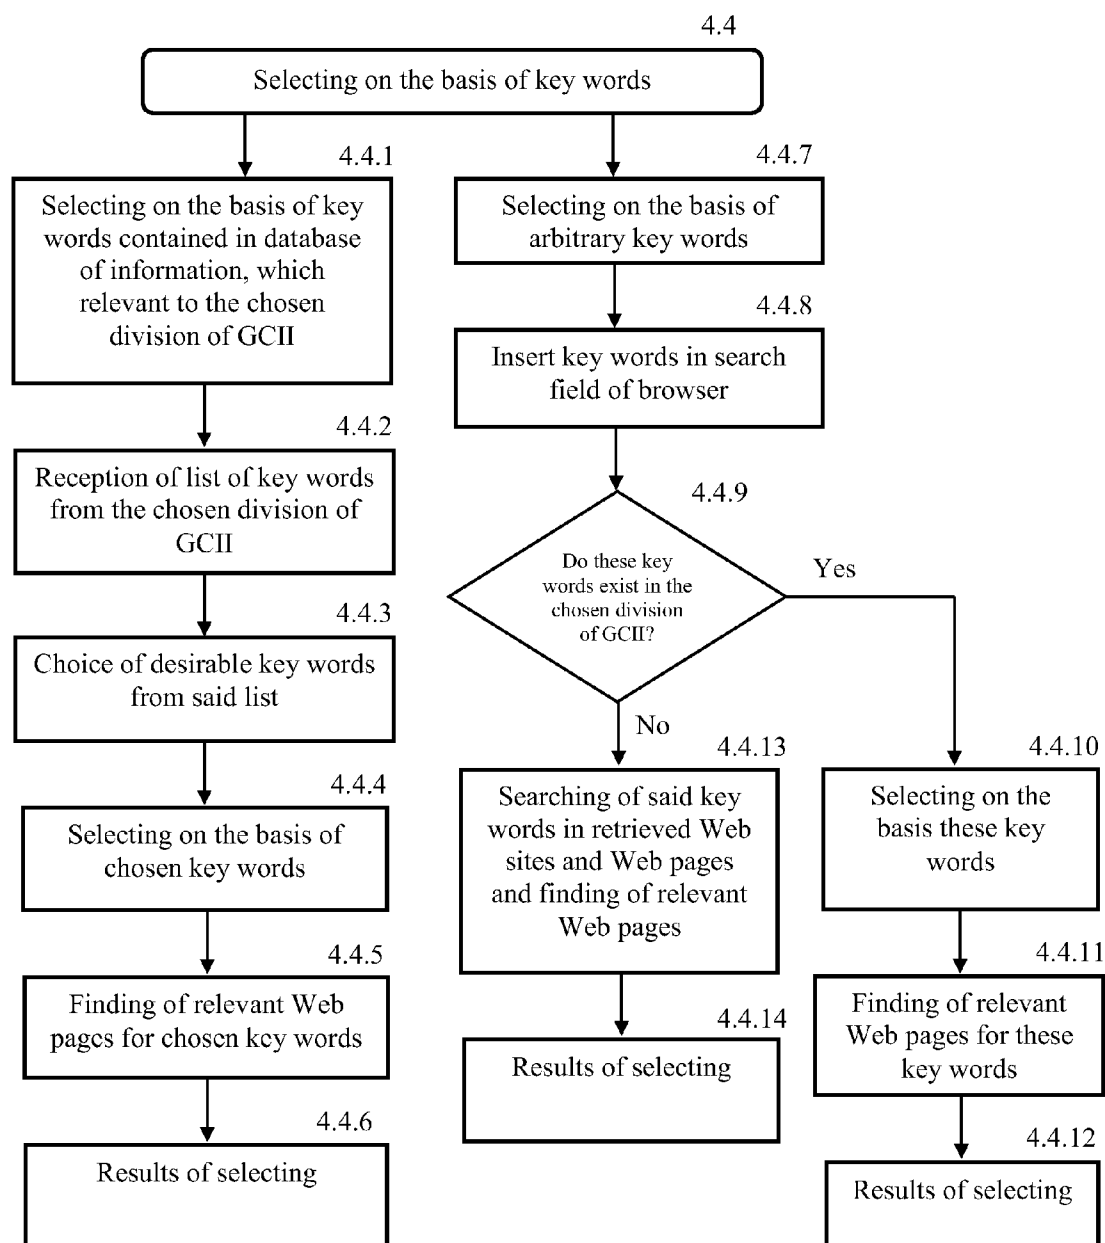 4.4
Selecting on the basis of key words
4.4.1
Selecting on the basis of key
words contained in database
of information, which
relevant to the chosen
division of GCII
4.4.2
Reception of list of key words
from the chosen division of
GCII
4.4.3
Choice of desirable key words
from said list
4.4.4
Selecting on the basis of
chosen key words
4.4.5
Finding of relevant Web
pages for chosen key words
4.4.6
Results of selecting
4.4.7
Selecting on the basis of
arbitrary key words
4.4.8
Insert key words in search
field of browser
4.4.9
Do these key
words exist in the
chosen division
of GCII?
Yes
No
4.4.13
Searching of said key
words in retrieved Web
sites and Web pages
and finding of relevant
Web pages
4.4.14
Results of selecting
4.4.10
Selecting on the
basis these key
words
4.4.11
Finding of relevant
Web pages for these
key words
4.4.12
Results of selecting